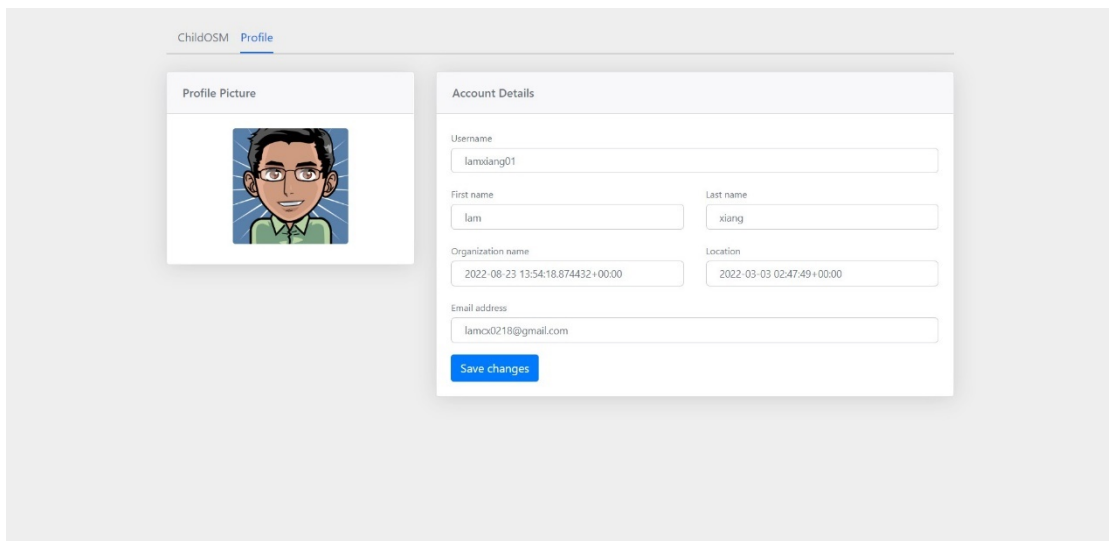 ChildOSM Profile
Profile Picture
Account Details
Username
lamxiang01
First name Last name
lam xiang
Organization name Location
2022-08-23 13:54:18.874432+00:00 2022-03-03 02:47:49+00:00
Email address
lamcx0218@gmail.com
Save changes